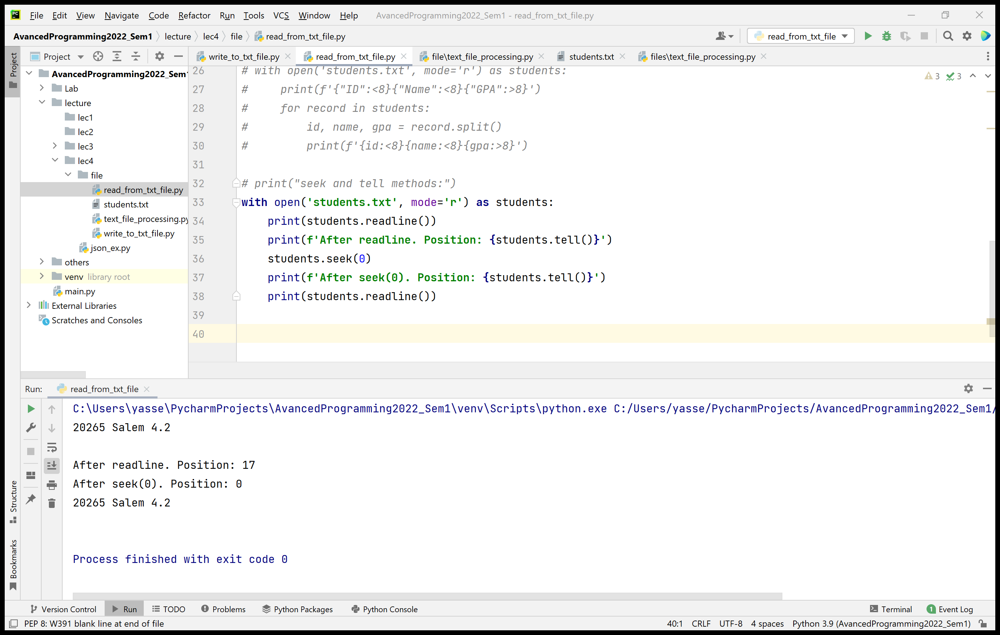 PC File Edit View Navigate Code Refactor Run Tools VCS Window Help AvancedProgramming2022_Sem1 - read_from_txt_file.py
AvancedProgramming2022_Sem1 lecture lec4 file read_from_txt_file.py read_from_txt_file
Project
Project
write_to_txt_file.py read_from_txt_file.py file\text_file_processing.py students.txt files\text_file_processing.py
AvancedProgramming2022_Sem1
Lab
lecture
lec1
lec2
lec3
lec4
file
read_from_txt_file.py
students.txt
text_file_processing.py
write_to_txt_file.py
json_ex.py
others
venv library root
main.py
External Libraries
Scratches and Consoles
3 3
26 # with open('students.txt', mode='r') as students:
27 #     print(f'{"ID":<8}{"Name":<8}{"GPA":>8}')
28 #     for record in students:
29 #         id, name, gpa = record.split()
30 #         print(f'{id:<8}{name:<8}{gpa:>8}')
31
32 # print("seek and tell methods:")
33 with open('students.txt', mode='r') as students:
34     print(students.readline())
35     print(f'After readline. Position: {students.tell()}')
36     students.seek(0)
37     print(f'After seek(0). Position: {students.tell()}')
38     print(students.readline())
39
40
Run: read_from_txt_file
C:\Users\yasse\PycharmProjects\AvancedProgramming2022_Sem1\venv\Scripts\python.exe C:/Users/yasse/PycharmProjects/AvancedProgramming2022_Sem1/
20265 Salem 4.2
After readline. Position: 17
After seek(0). Position: 0
20265 Salem 4.2
Process finished with exit code 0
Structure
Bookmarks
Version Control Run TODO Problems Python Packages Python Console Terminal 1 Event Log
PEP 8: W391 blank line at end of file 40:1 CRLF UTF-8 4 spaces Python 3.9 (AvancedProgramming2022_Sem1)